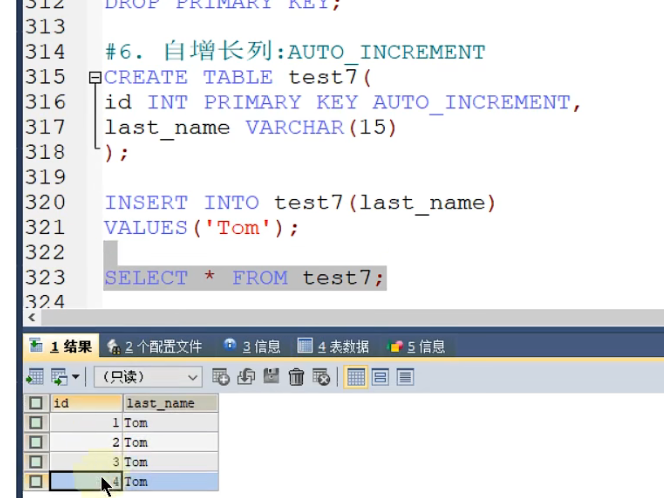 312 DROP PRIMARY KEY;
313
314 #6. 自增长列:AUTO_INCREMENT
315 CREATE TABLE test7(
316 id INT PRIMARY KEY AUTO_INCREMENT,
317 last_name VARCHAR(15)
318 );
319
320 INSERT INTO test7(last_name)
321 VALUES('Tom');
322
323 SELECT * FROM test7;
324
1 结果 2 个配置文件 3 信息 4 表数据 5 信息
(只读)
id last_name
1 Tom
2 Tom
3 Tom
4 Tom